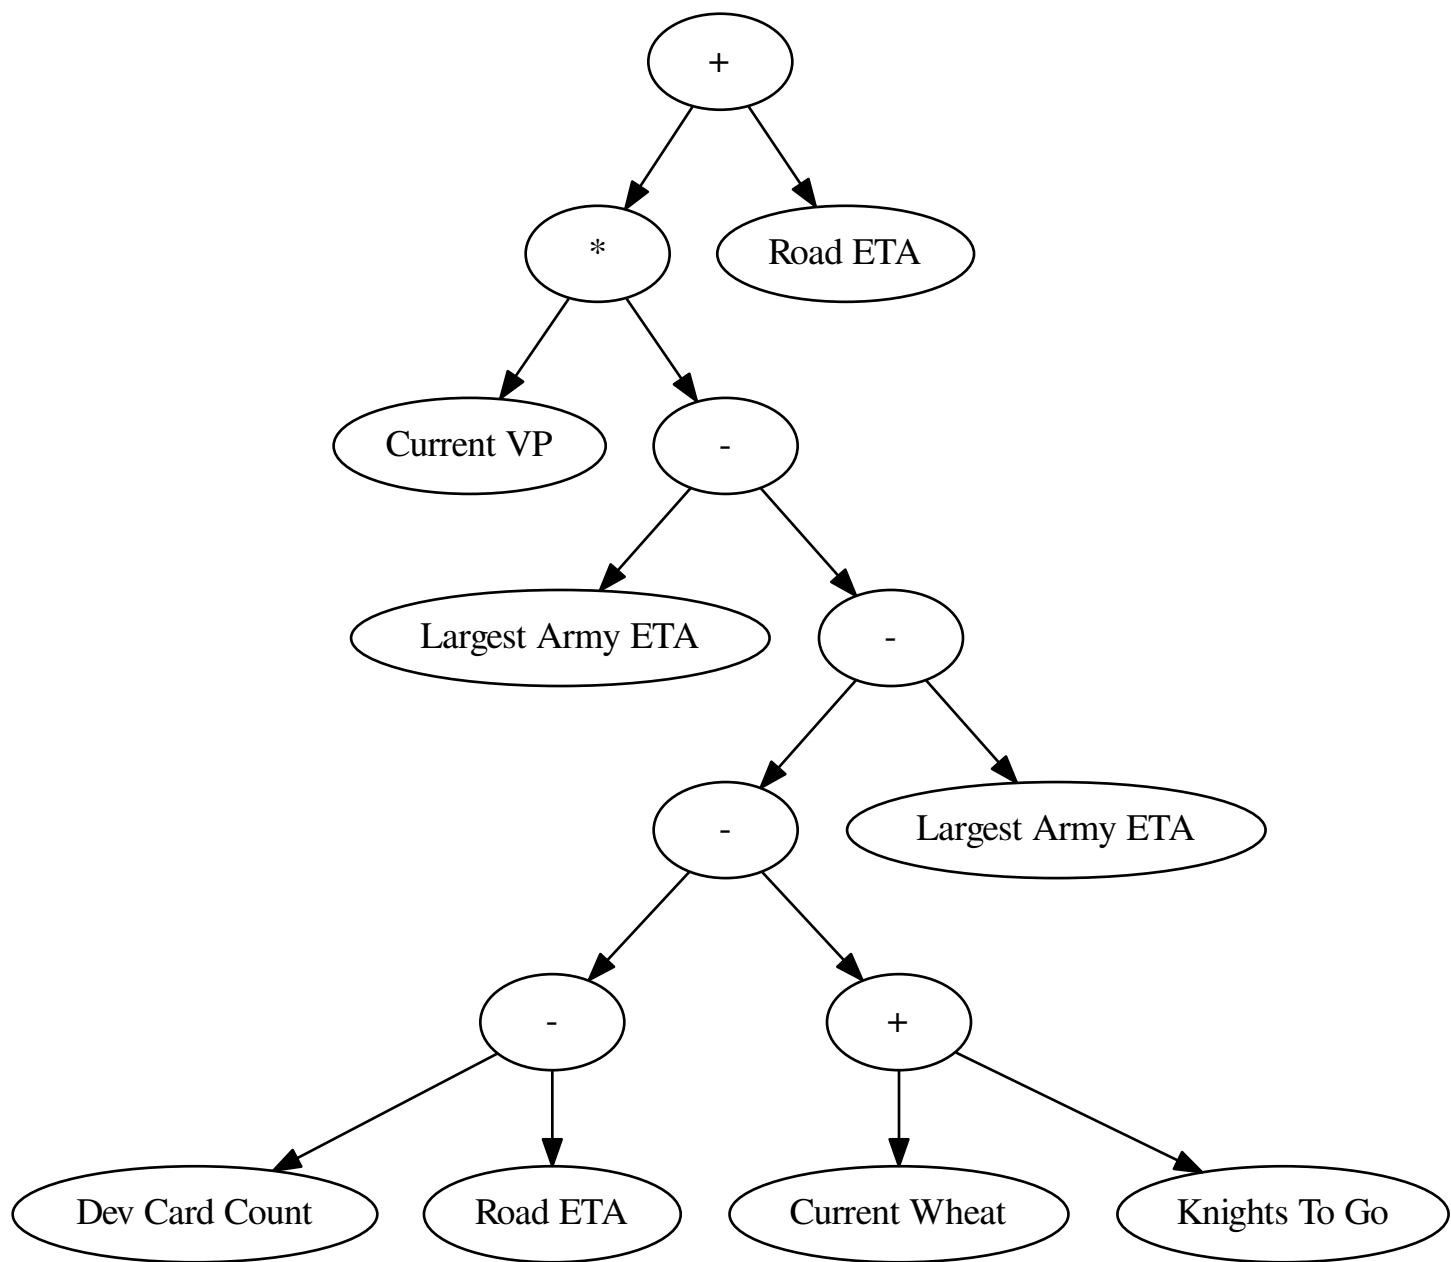 +
*
Road ETA
Current VP
-
Largest Army ETA
-
-
Largest Army ETA
-
+
Dev Card Count
Road ETA
Current Wheat
Knights To Go